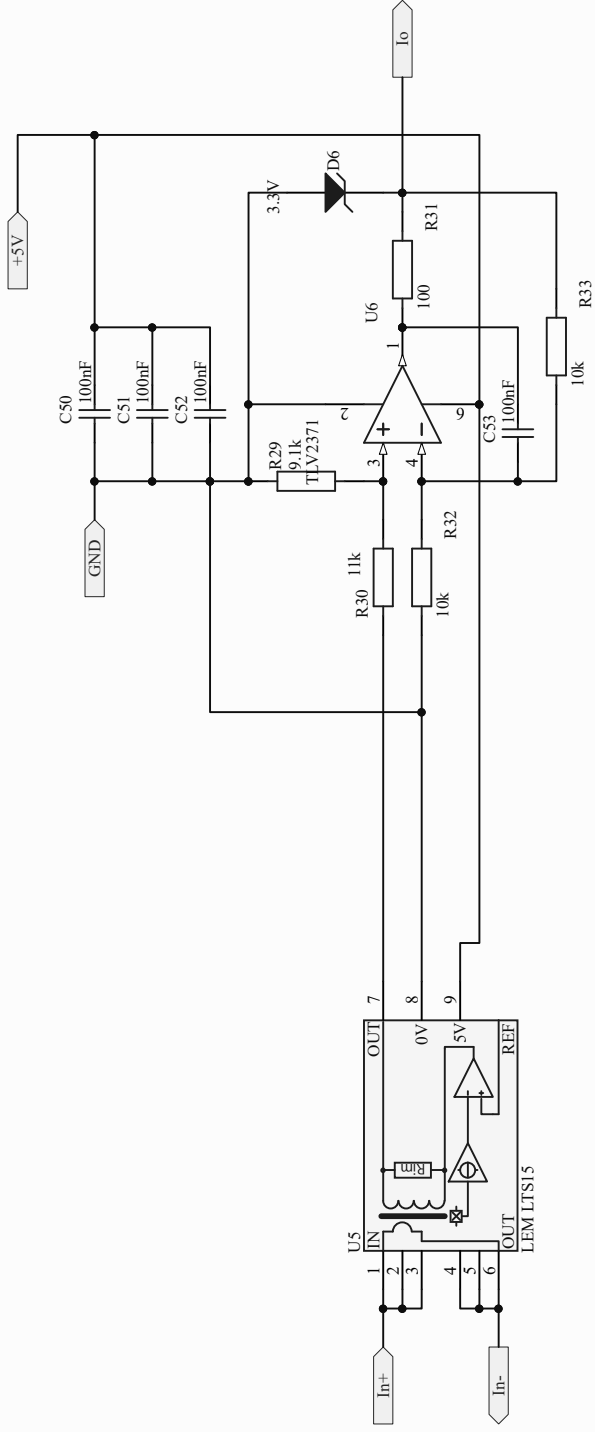 Io
+5V
D6
3.3V
R31
100
U6
R33
10k
C50
100nF
C51
100nF
C52
100nF
C53
100nF
1
2
6
3
4
+
−
R29
9.1k
TLV2371
GND
R30
11k
R32
10k
7
8
9
OUT
0V
5V
REF
Rim
+
U5
IN
OUT
LEM LTS15
1
2
3
4
5
6
In+
In-